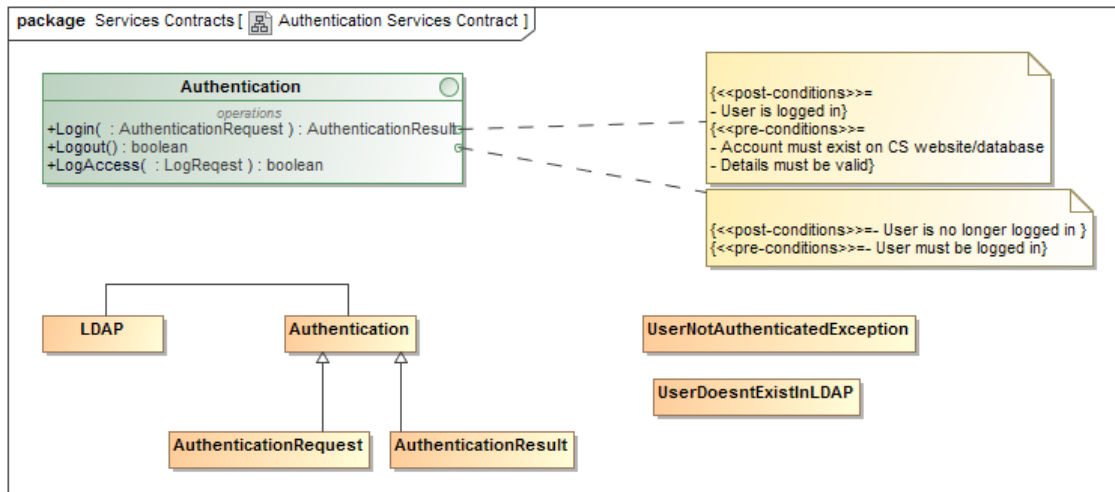 package Services Contracts [ Authentication Services Contract ]
Authentication
operations
+Login( : AuthenticationRequest ) : AuthenticationResult
+Logout() : boolean
+LogAccess( : LogReqest ) : boolean
{<<post-conditions>>=
- User is logged in}
{<<pre-conditions>>=
- Account must exist on CS website/database
- Details must be valid}
{<<post-conditions>>=- User is no longer logged in }
{<<pre-conditions>>=- User must be logged in}
LDAP
Authentication
UserNotAuthenticatedException
UserDoesntExistInLDAP
AuthenticationRequest
AuthenticationResult